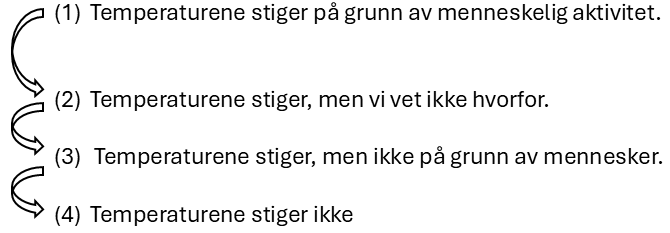 (1) Temperaturene stiger på grunn av menneskelig aktivitet.
(2) Temperaturene stiger, men vi vet ikke hvorfor.
(3) Temperaturene stiger, men ikke på grunn av mennesker.
(4) Temperaturene stiger ikke